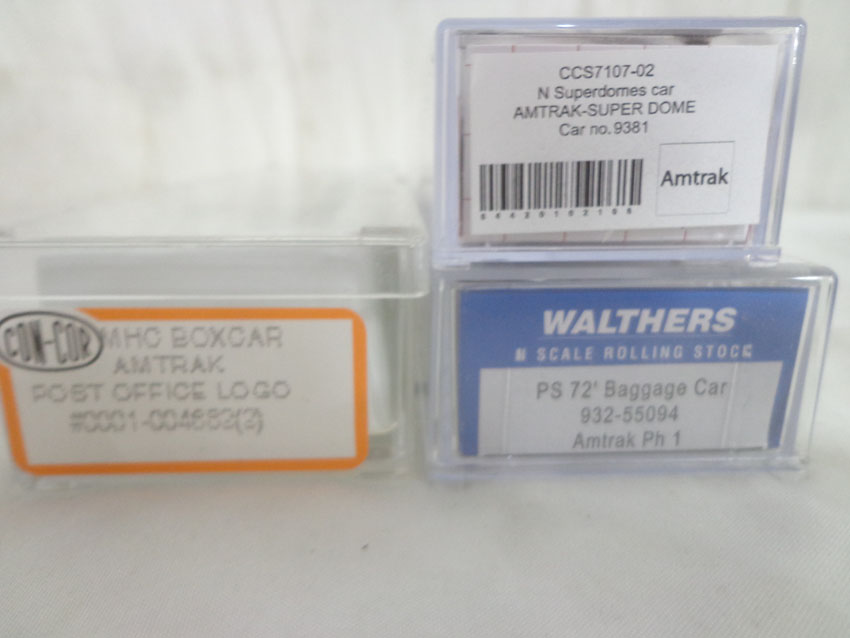 CON-COR
MHC BOXCAR
AMTRAK
POST OFFICE LOGO
CCS7107-02
N Superdomes car
AMTRAK-SUPER DOME
Car no.9381
Amtrak
WALTHERS
N SCALE ROLLING STOCK
PS 72' Baggage Car
932-55094
Amtrak Ph 1